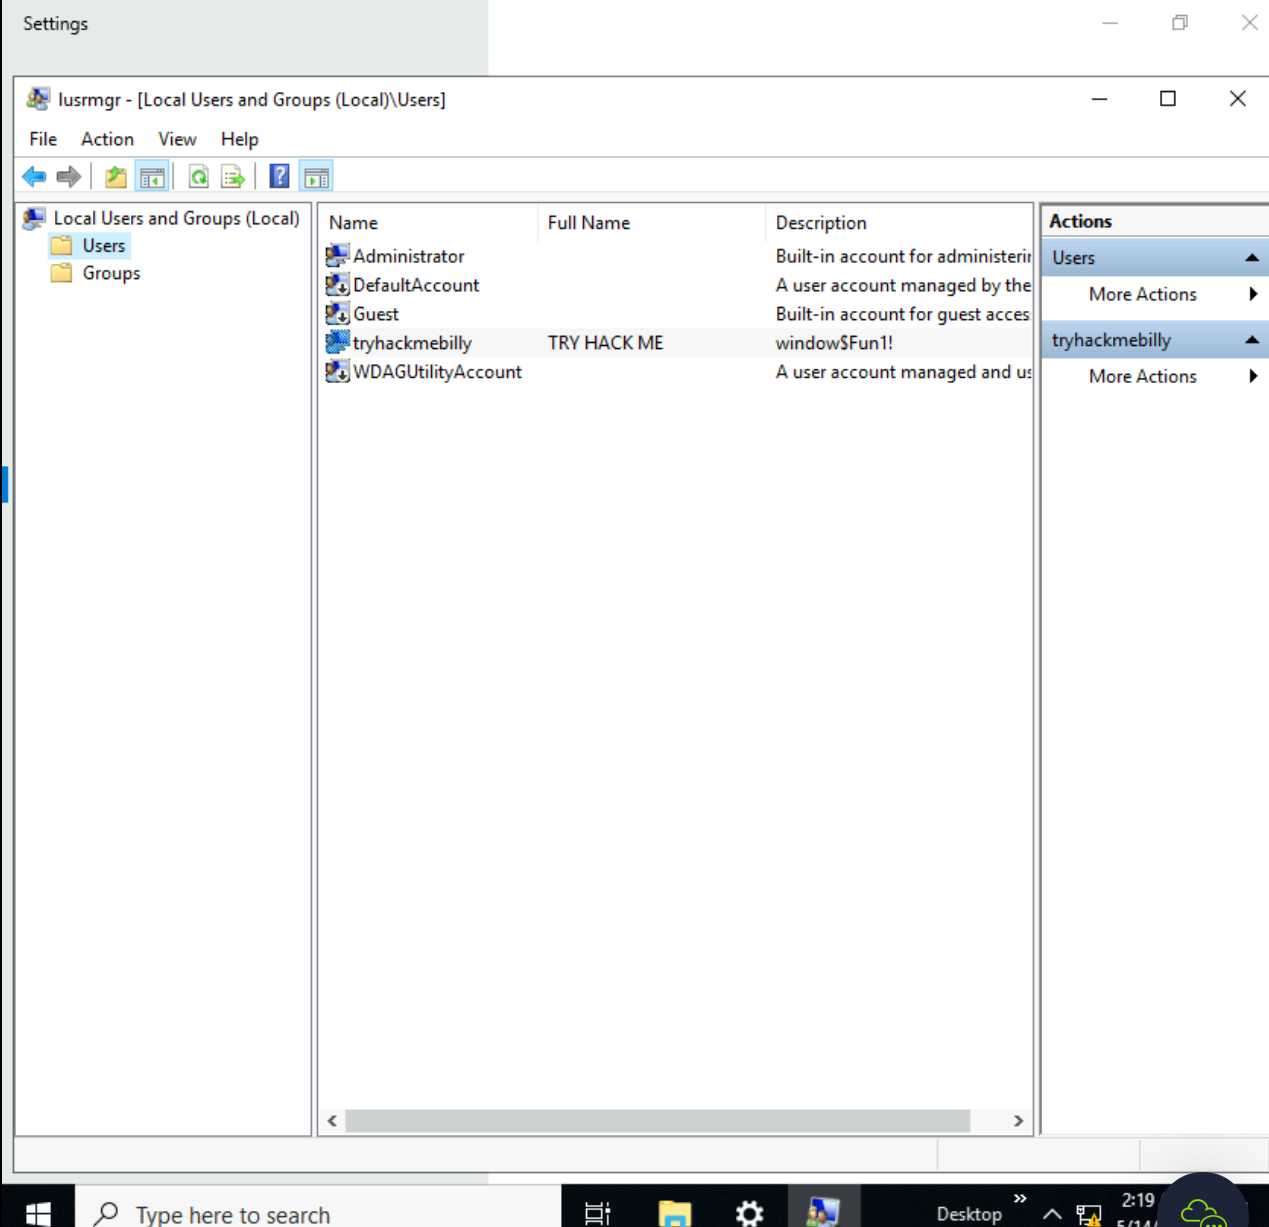 Settings
lusrmgr - [Local Users and Groups (Local)\Users]
File Action View Help
Local Users and Groups (Local)
Users
Groups
Name Full Name Description
Administrator Built-in account for administerin
DefaultAccount A user account managed by the
Guest Built-in account for guest acces
tryhackmebilly TRY HACK ME window$Fun1!
WDAGUtilityAccount A user account managed and us
Actions
Users
More Actions
tryhackmebilly
More Actions
Type here to search
Desktop
2:19
5/14/